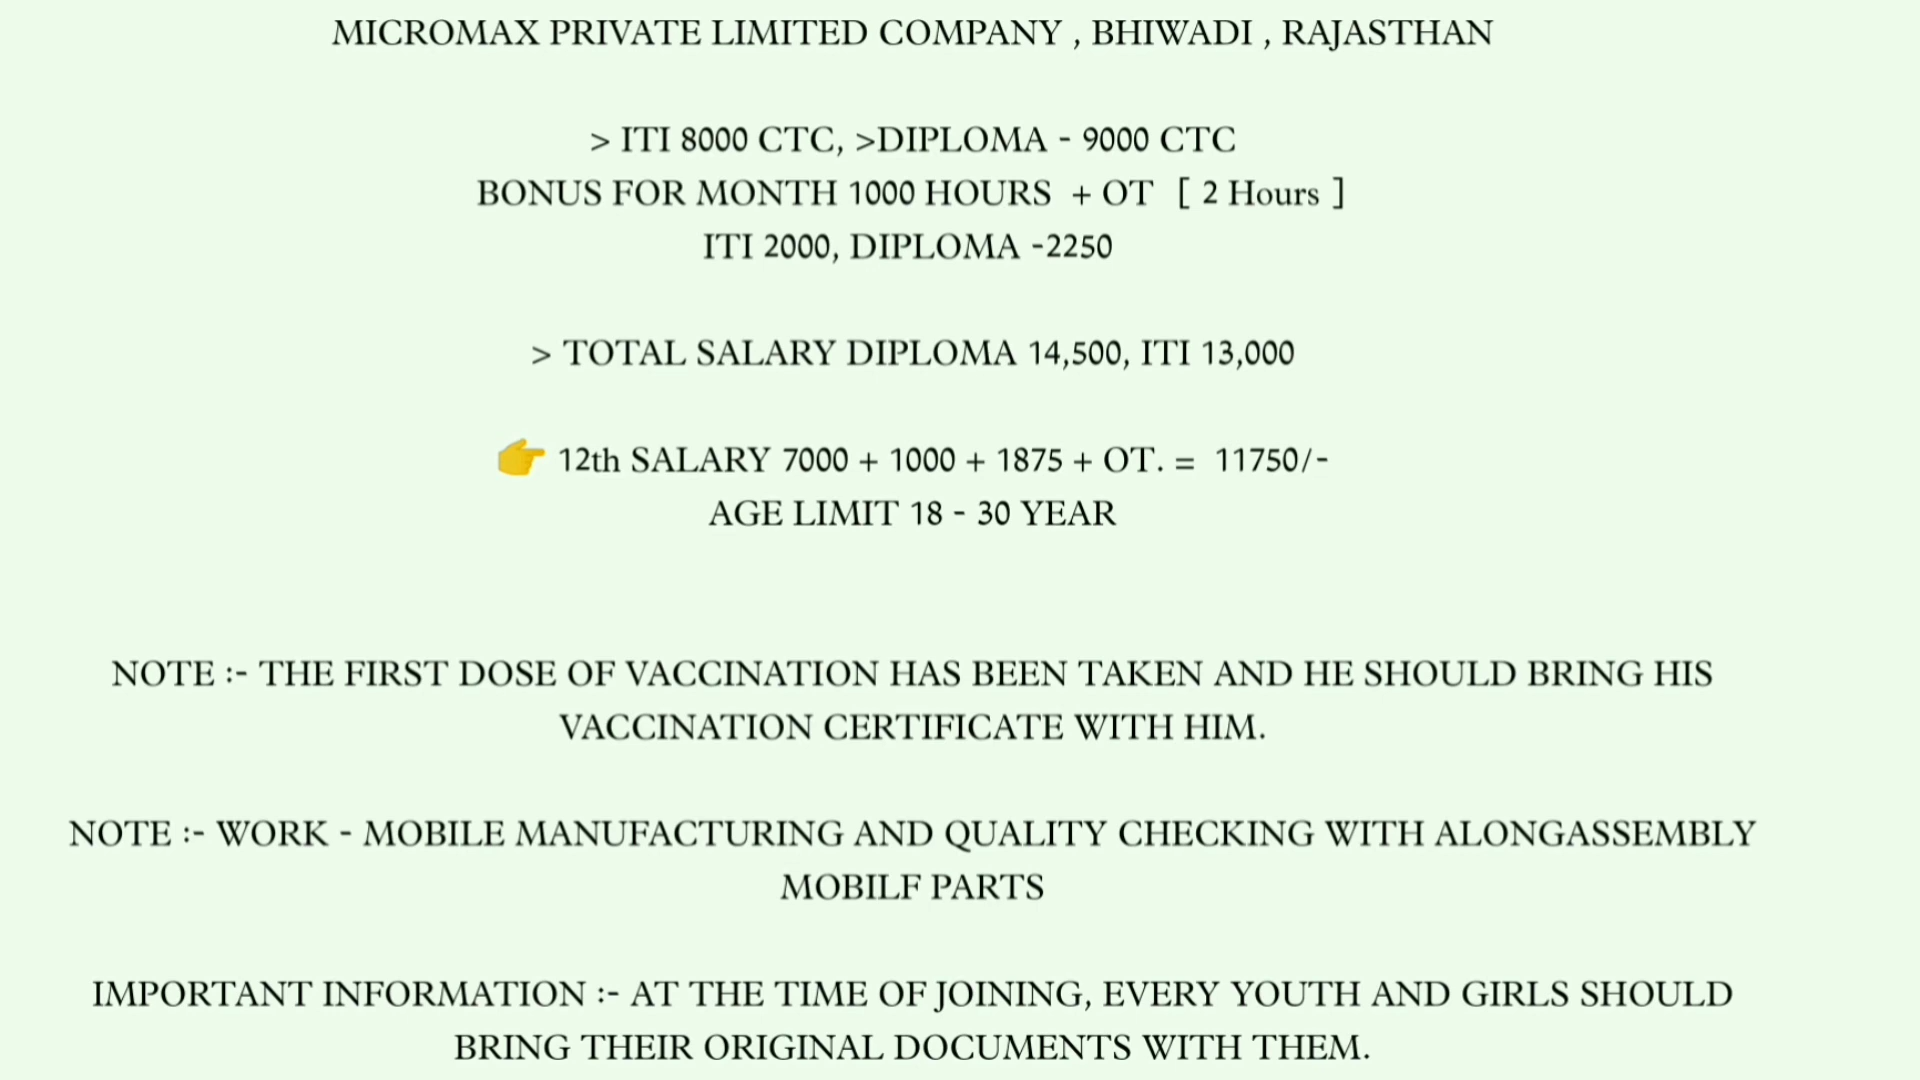 MICROMAX PRIVATE LIMITED COMPANY , BHIWADI , RAJASTHAN
> ITI 8000 CTC, >DIPLOMA - 9000 CTC
BONUS FOR MONTH 1000 HOURS + OT [ 2 Hours ]
ITI 2000, DIPLOMA -2250
> TOTAL SALARY DIPLOMA 14,500, ITI 13,000
👉 12th SALARY 7000 + 1000 + 1875 + OT. = 11750/-
AGE LIMIT 18 - 30 YEAR
NOTE :- THE FIRST DOSE OF VACCINATION HAS BEEN TAKEN AND HE SHOULD BRING HIS
VACCINATION CERTIFICATE WITH HIM.
NOTE :- WORK - MOBILE MANUFACTURING AND QUALITY CHECKING WITH ALONGASSEMBLY
MOBILF PARTS
IMPORTANT INFORMATION :- AT THE TIME OF JOINING, EVERY YOUTH AND GIRLS SHOULD
BRING THEIR ORIGINAL DOCUMENTS WITH THEM.